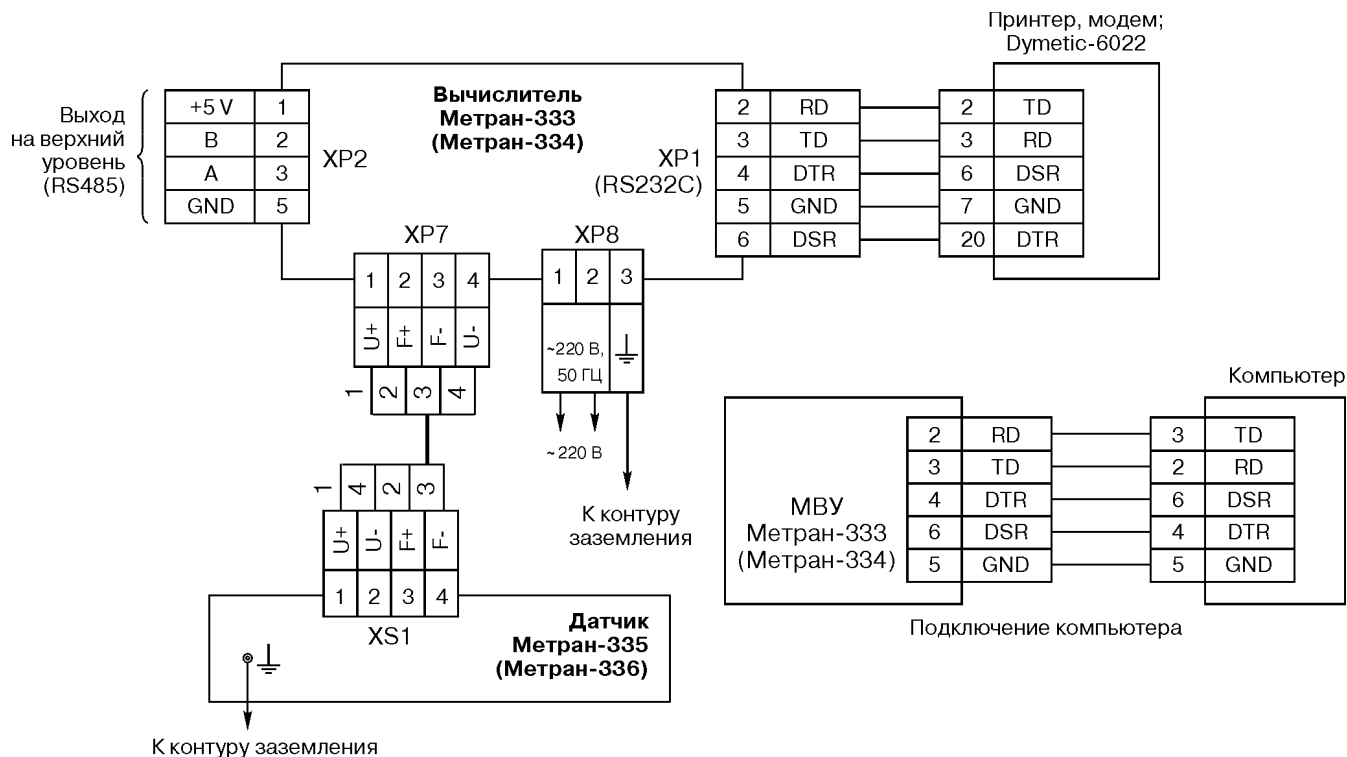 Принтер, модем;
Dymetic-6022
Выход
на верхний
уровень
(RS485)
+5 V 1
B 2
A 3
GND 5
XP2
Вычислитель
Метран-333
(Метран-334)
XP1
(RS232C)
2 RD
3 TD
4 DTR
5 GND
6 DSR
2 TD
3 RD
6 DSR
7 GND
20 DTR
XP7
1 2 3 4
U+ F+ F- U-
1 2 3 4
XP8
1 2 3
~220 В,
50 ГЦ
~220 В
К контуру
заземления
1 4 2 3
U+ U- F+ F-
1 2 3 4
XS1
Датчик
Метран-335
(Метран-336)
К контуру заземления
Компьютер
МВУ
Метран-333
(Метран-334)
2 RD
3 TD
4 DTR
6 DSR
5 GND
3 TD
2 RD
6 DSR
4 DTR
5 GND
Подключение компьютера